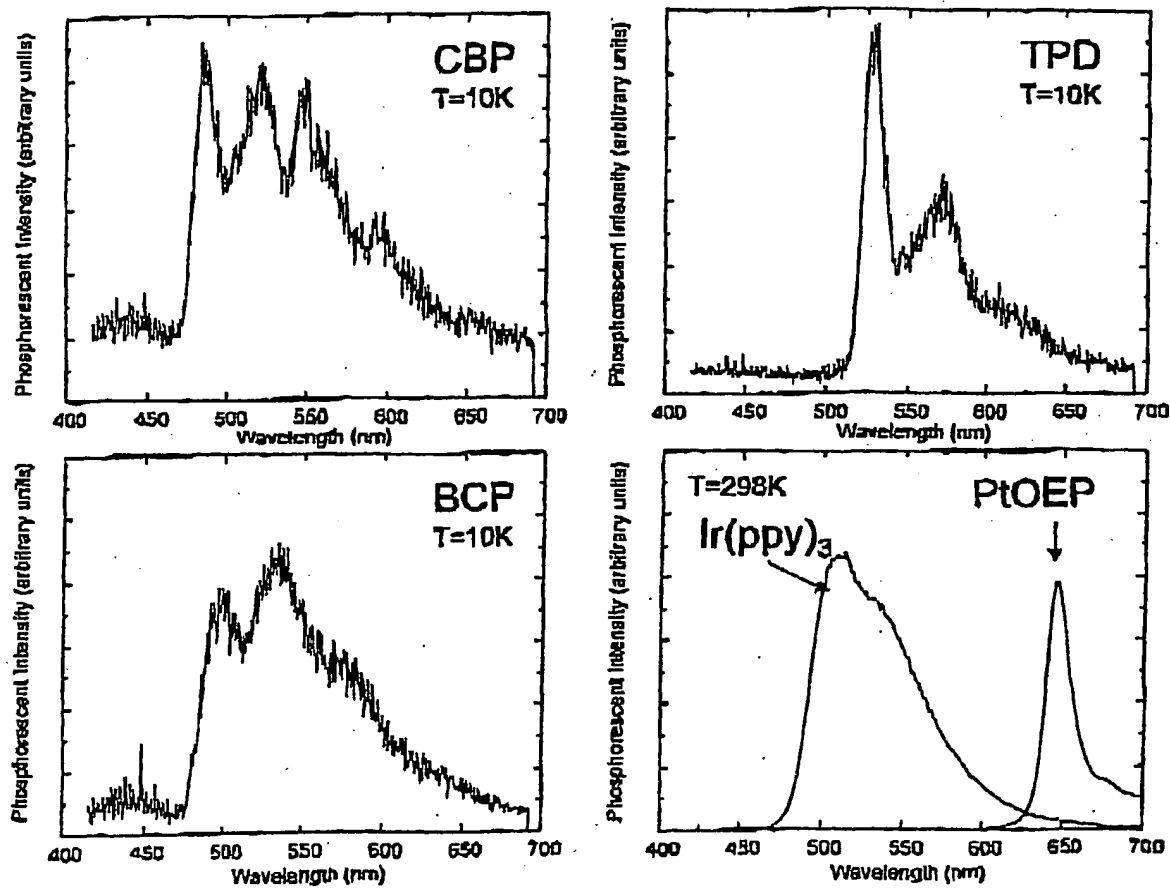 Phosphorescent Intensity (arbitrary units)
CBP
T=10K
400 450 500 550 600 650 700
Wavelength (nm)
Phosphorescent Intensity (arbitrary units)
TPD
T=10K
400 450 500 550 600 650 700
Wavelength (nm)
Phosphorescent Intensity (arbitrary units)
BCP
T=10K
400 450 500 550 600 650 700
Wavelength (nm)
Phosphorescent Intensity (arbitrary units)
T=298K
PtOEP
Ir(ppy)3
400 450 500 550 600 650 700
Wavelength (nm)